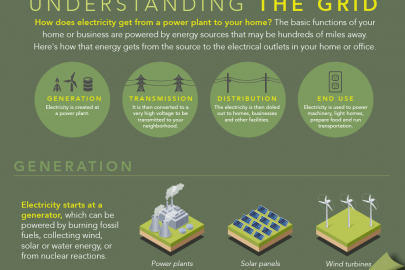 UNDERSTANDING THE GRID
How does electricity get from a power plant to your home? The basic functions of your
home or business are powered by energy sources that may be hundreds of miles away.
Here's how that energy gets from the source to the electrical outlets in your home or office.
GENERATION
Electricity is created at
a power plant.
TRANSMISSION
It is then converted to a
very high voltage to be
transmitted to your
neighborhood.
DISTRIBUTION
The electricity is then doled
out to homes, businesses
and other facilities.
END USE
Electricity is used to power
machinery, light homes,
prepare food and run
transportation.
GENERATION
Electricity starts at a
generator, which can be
powered by burning fossil
fuels, collecting wind,
solar or water energy, or
from nuclear reactions.
Power plants
Solar panels
Wind turbines